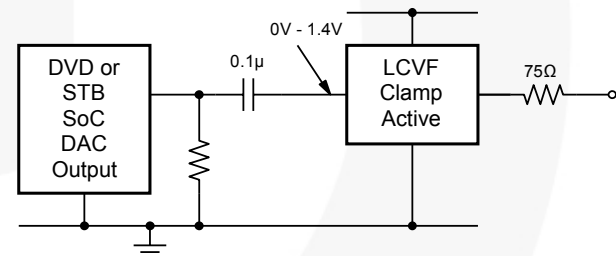 0V - 1.4V
DVD or
STB
SoC
DAC
Output
0.1µ
LCVF
Clamp
Active
75Ω